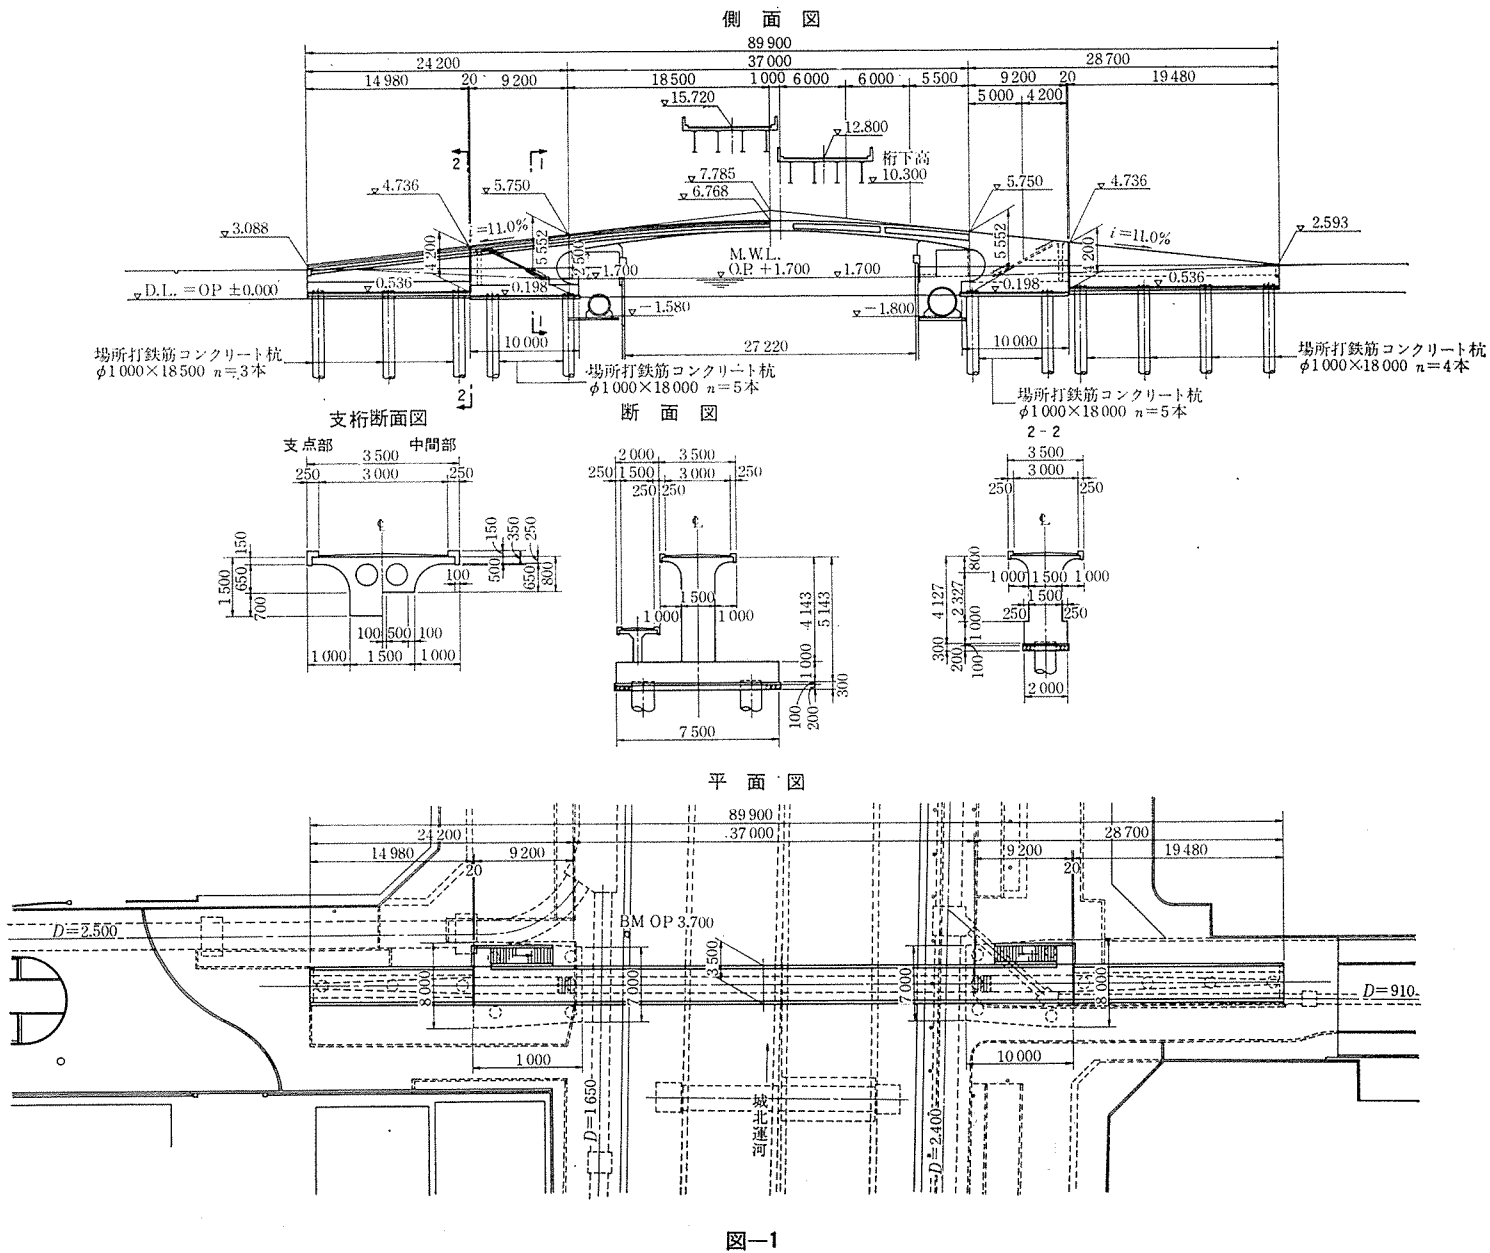 側面図
89 900
24 200 37 000 28 700
14 980 20 9 200 18 500 1 000 6 000 6 000 5 500 9 200 20 19 480
5 000 4 200
▽15.720
▽12.800
2 1
桁下高
▽10.300
▽4.736 ▽5.750 ▽7.785 ▽5.750 ▽4.736
▽6.768
▽3.088 ▽2.593
i=11.0% i=11.0%
4 200 5 552 2 500 5 552 4 200
M.W.L.
▽1.700 O.P.+1.700 ▽1.700
▽D.L.=OP ±0.000 ▽0.536 ▽0.198 ▽0.198 ▽0.536
▽−1.580 ▽−1.800
1
10 000 27 220 10 000
場所打鉄筋コンクリート杭
φ1 000×18 500 n=3本
場所打鉄筋コンクリート杭
φ1 000×18 000 n=5本
場所打鉄筋コンクリート杭
φ1 000×18 000 n=4本
場所打鉄筋コンクリート杭
φ1 000×18 000 n=5本
2
支桁断面図
支点部 中間部
3 500
250 3 000 250
℄
150 150 350 250
1 500 650 700 500 650 800
100
100 500 100
1 000 1 500 1 000
断面図
2 000 3 500
250 1 500 3 000 250
250 250
℄
1 500
1 000 1 000
4 143 5 143
1 000 300
100 200
7 500
2-2
3 500
3 000
250 250
℄
800
1 000 1 500 1 000
1 500
250 250
4 127 2 327
1 000
300 200 100
2 000
平面図
89 900
24 200 37 000 28 700
14 980 9 200 9 200 19 480
20 20
D=2.500
BM OP 3.700
3 500
8 000 7 000 7 000 8 000
D=910
1 000 10 000
D=1 650
城北運河
D=2.400
図—1